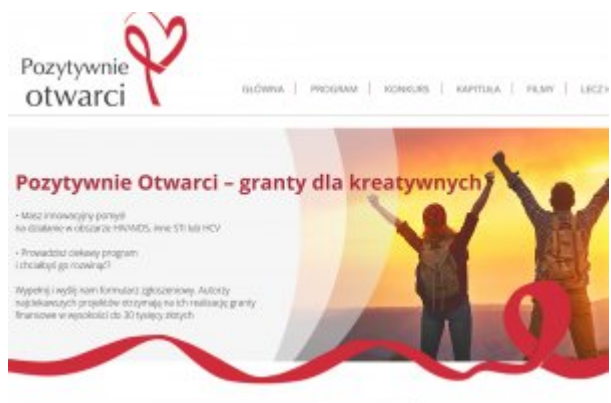 Pozytywnie
otwarci
GŁÓWNA | PROGRAM | KONKURS | KAPITUŁA | FILMY | LECZ
Pozytywnie Otwarci – granty dla kreatywnych
• Masz innowacyjny pomysł
na działanie w obszarze HIV/AIDS, inne STI lub HCV
• Prowadzisz ciekawy program
i chciałbyś go rozwinąć?
Wypełnij i wyślij nam formularz zgłoszeniowy. Autorzy
najciekawszych projektów otrzymają na ich realizację granty
finansowe w wysokości do 30 tysięcy złotych